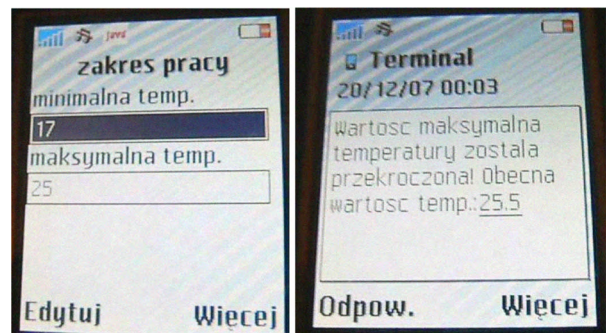 java
zakres pracy
minimalna temp.
17
maksymalna temp.
25
Edytuj
Więcej
Terminal
20/12/07 00:03
Wartosc maksymalna
temperatury zostala
przekroczona! Obecna
wartosc temp.:25.5
Odpow.
Więcej